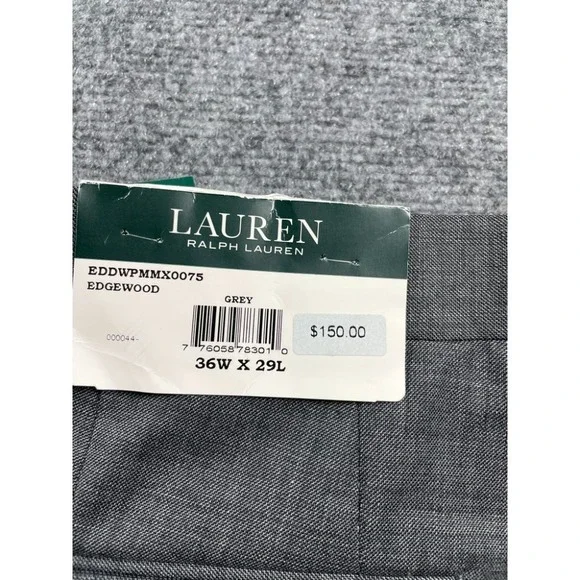 LAUREN
RALPH LAUREN
EDDWPMMX0075
EDGEWOOD
GREY
000044-
$150.00
7 76058 78301 0
36W X 29L